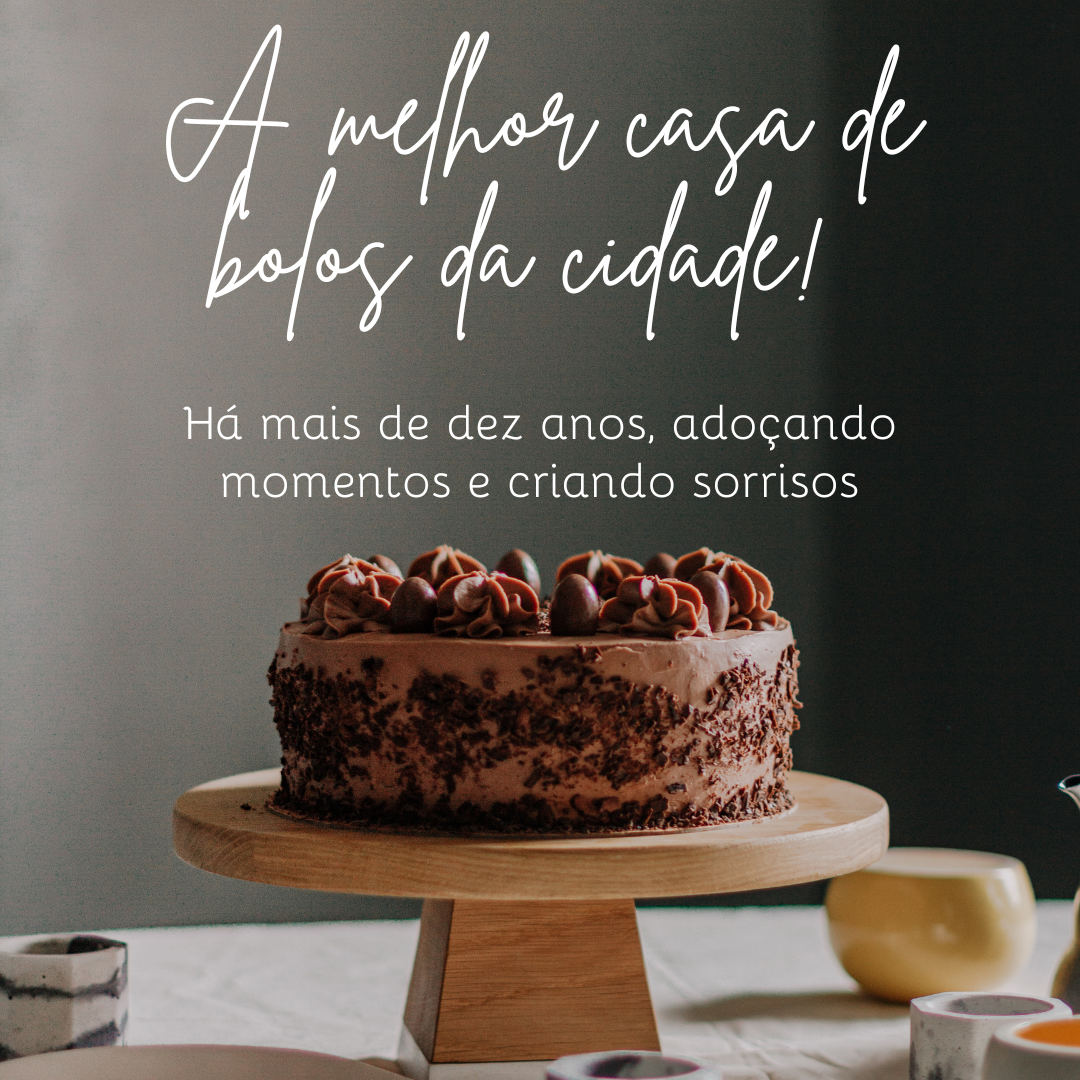 A melhor casa de
bolos da cidade!
Há mais de dez anos, adoçando
momentos e criando sorrisos